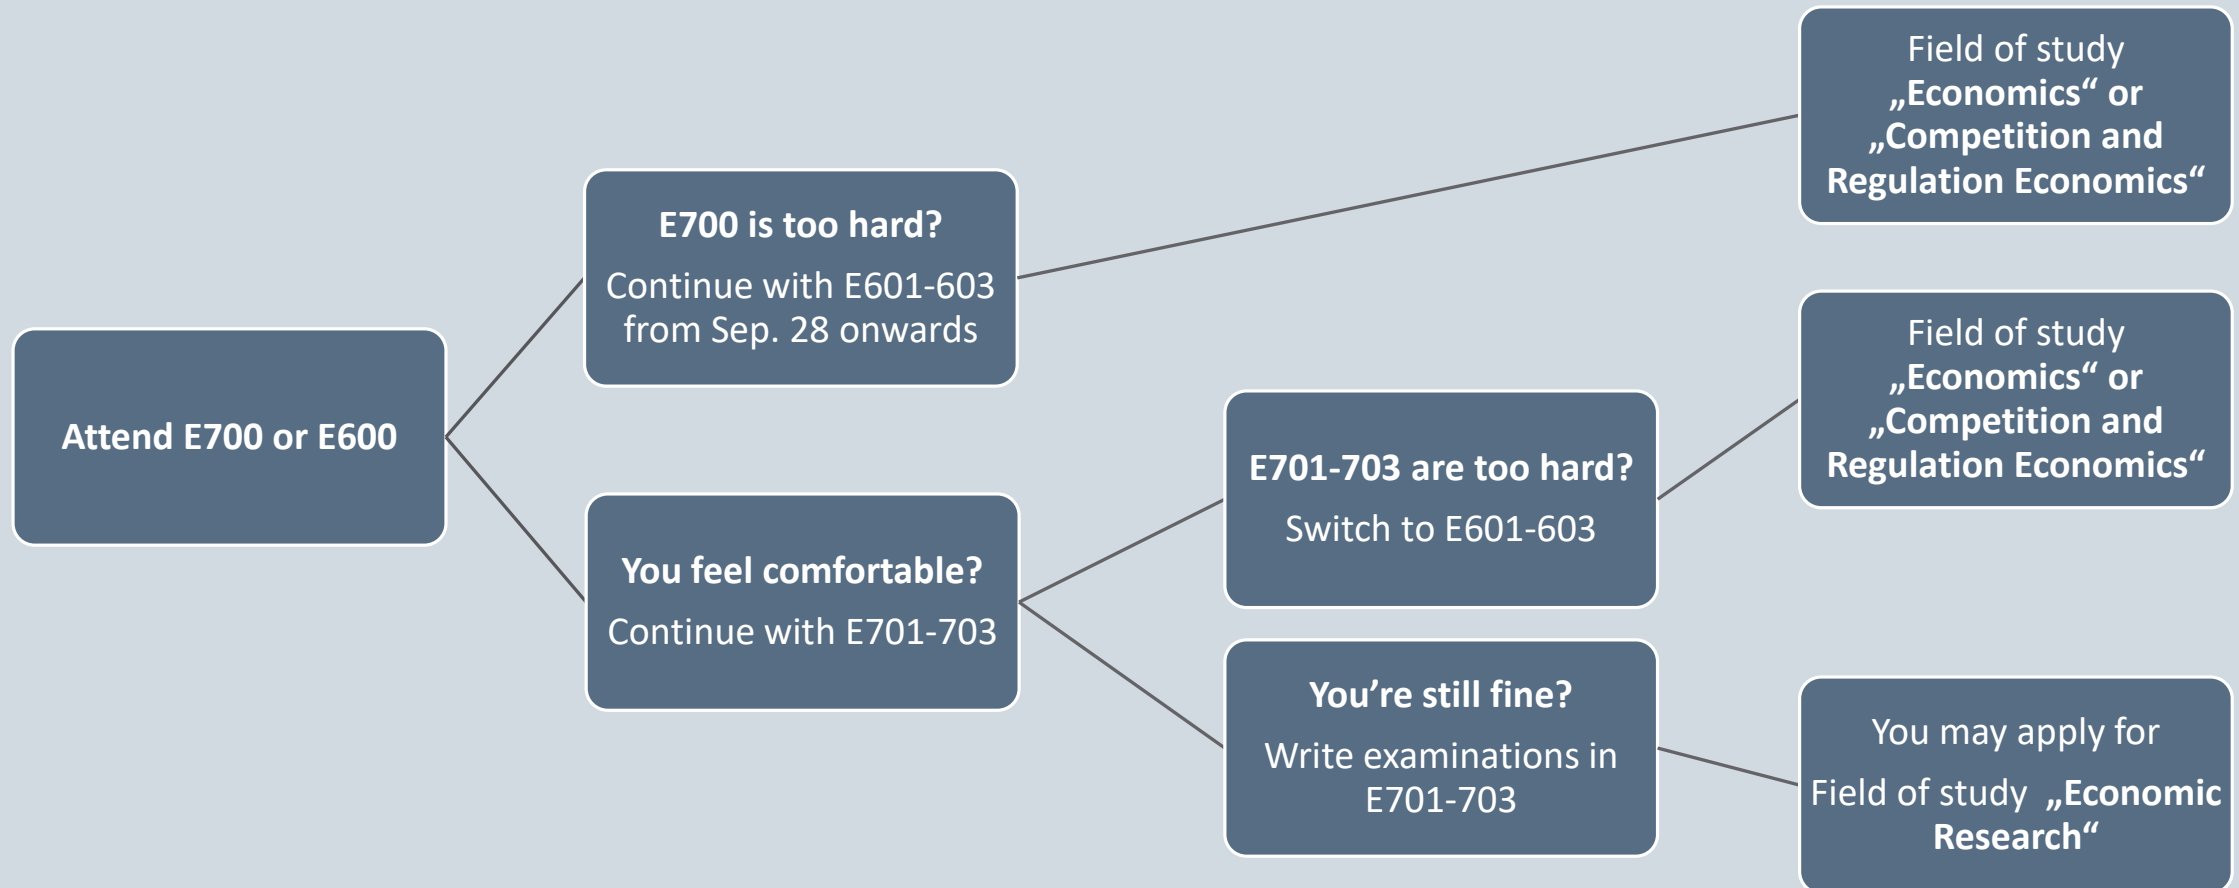 Attend E700 or E600
E700 is too hard?
Continue with E601-603
from Sep. 28 onwards
You feel comfortable?
Continue with E701-703
E701-703 are too hard?
Switch to E601-603
You’re still fine?
Write examinations in
E701-703
Field of study
„Economics“ or
„Competition and
Regulation Economics“
Field of study
„Economics“ or
„Competition and
Regulation Economics“
You may apply for
Field of study „Economic
Research“